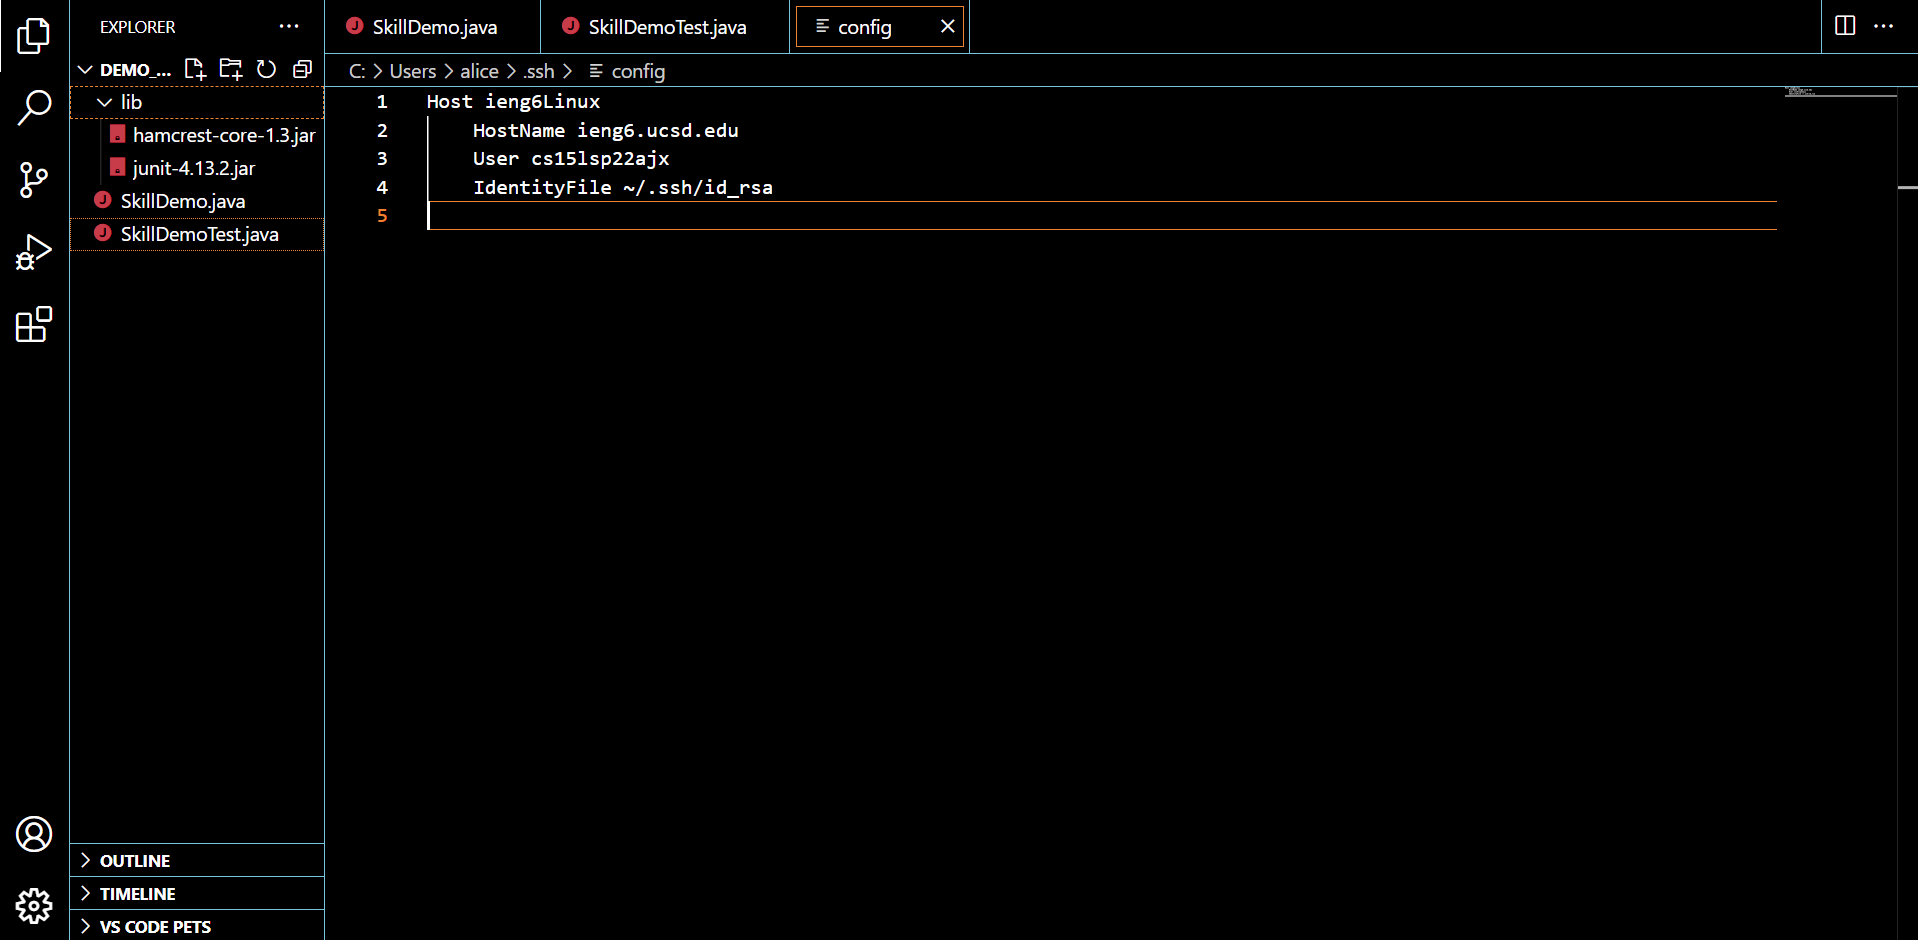 EXPLORER
DEMO_...
lib
hamcrest-core-1.3.jar
junit-4.13.2.jar
SkillDemo.java
SkillDemoTest.java
OUTLINE
TIMELINE
VS CODE PETS
SkillDemo.java SkillDemoTest.java config
C: > Users > alice > .ssh > config
1 Host ieng6Linux
2 HostName ieng6.ucsd.edu
3 User cs15lsp22ajx
4 IdentityFile ~/.ssh/id_rsa
5